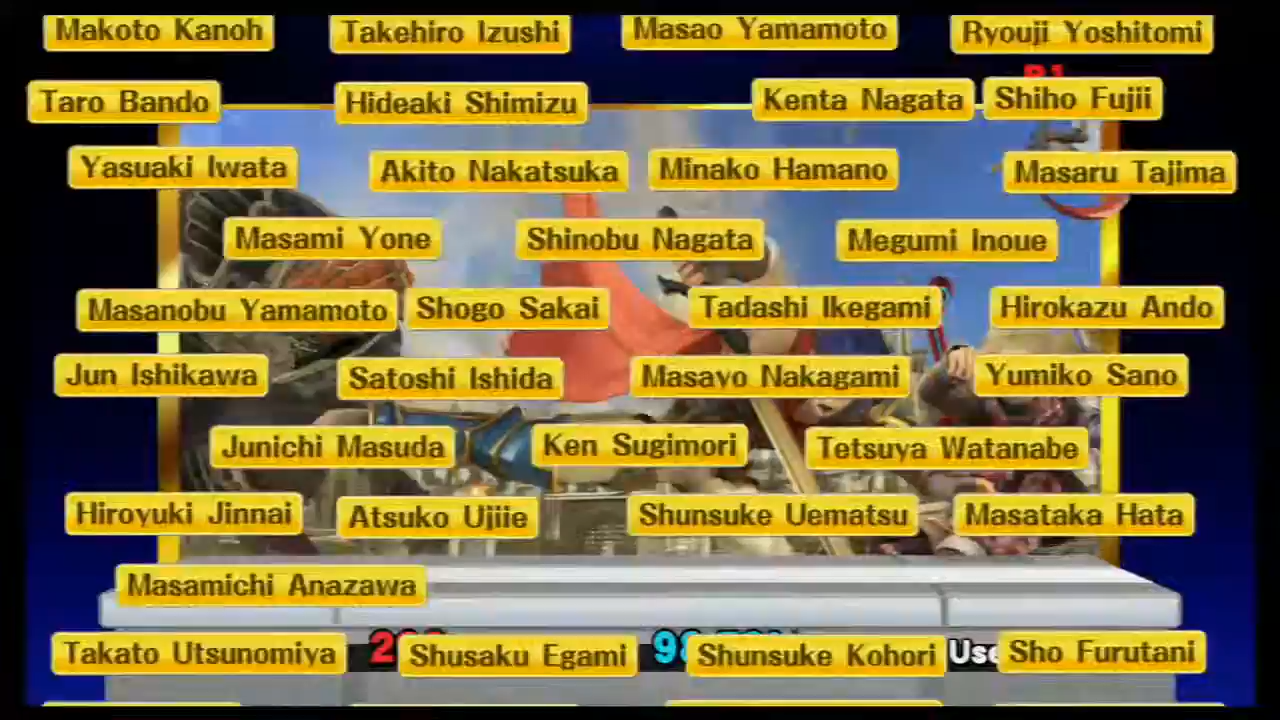 Makoto Kanoh Takehiro Izushi Masao Yamamoto Ryouji Yoshitomi
Taro Bando Hideaki Shimizu Kenta Nagata Shiho Fujii
Yasuaki Iwata Akito Nakatsuka Minako Hamano Masaru Tajima
Masami Yone Shinobu Nagata Megumi Inoue
Masanobu Yamamoto Shogo Sakai Tadashi Ikegami Hirokazu Ando
Jun Ishikawa Satoshi Ishida Masayo Nakagami Yumiko Sano
Junichi Masuda Ken Sugimori Tetsuya Watanabe
Hiroyuki Jinnai Atsuko Ujiie Shunsuke Uematsu Masataka Hata
Masamichi Anazawa
Takato Utsunomiya Shusaku Egami Shunsuke Kohori Sho Furutani